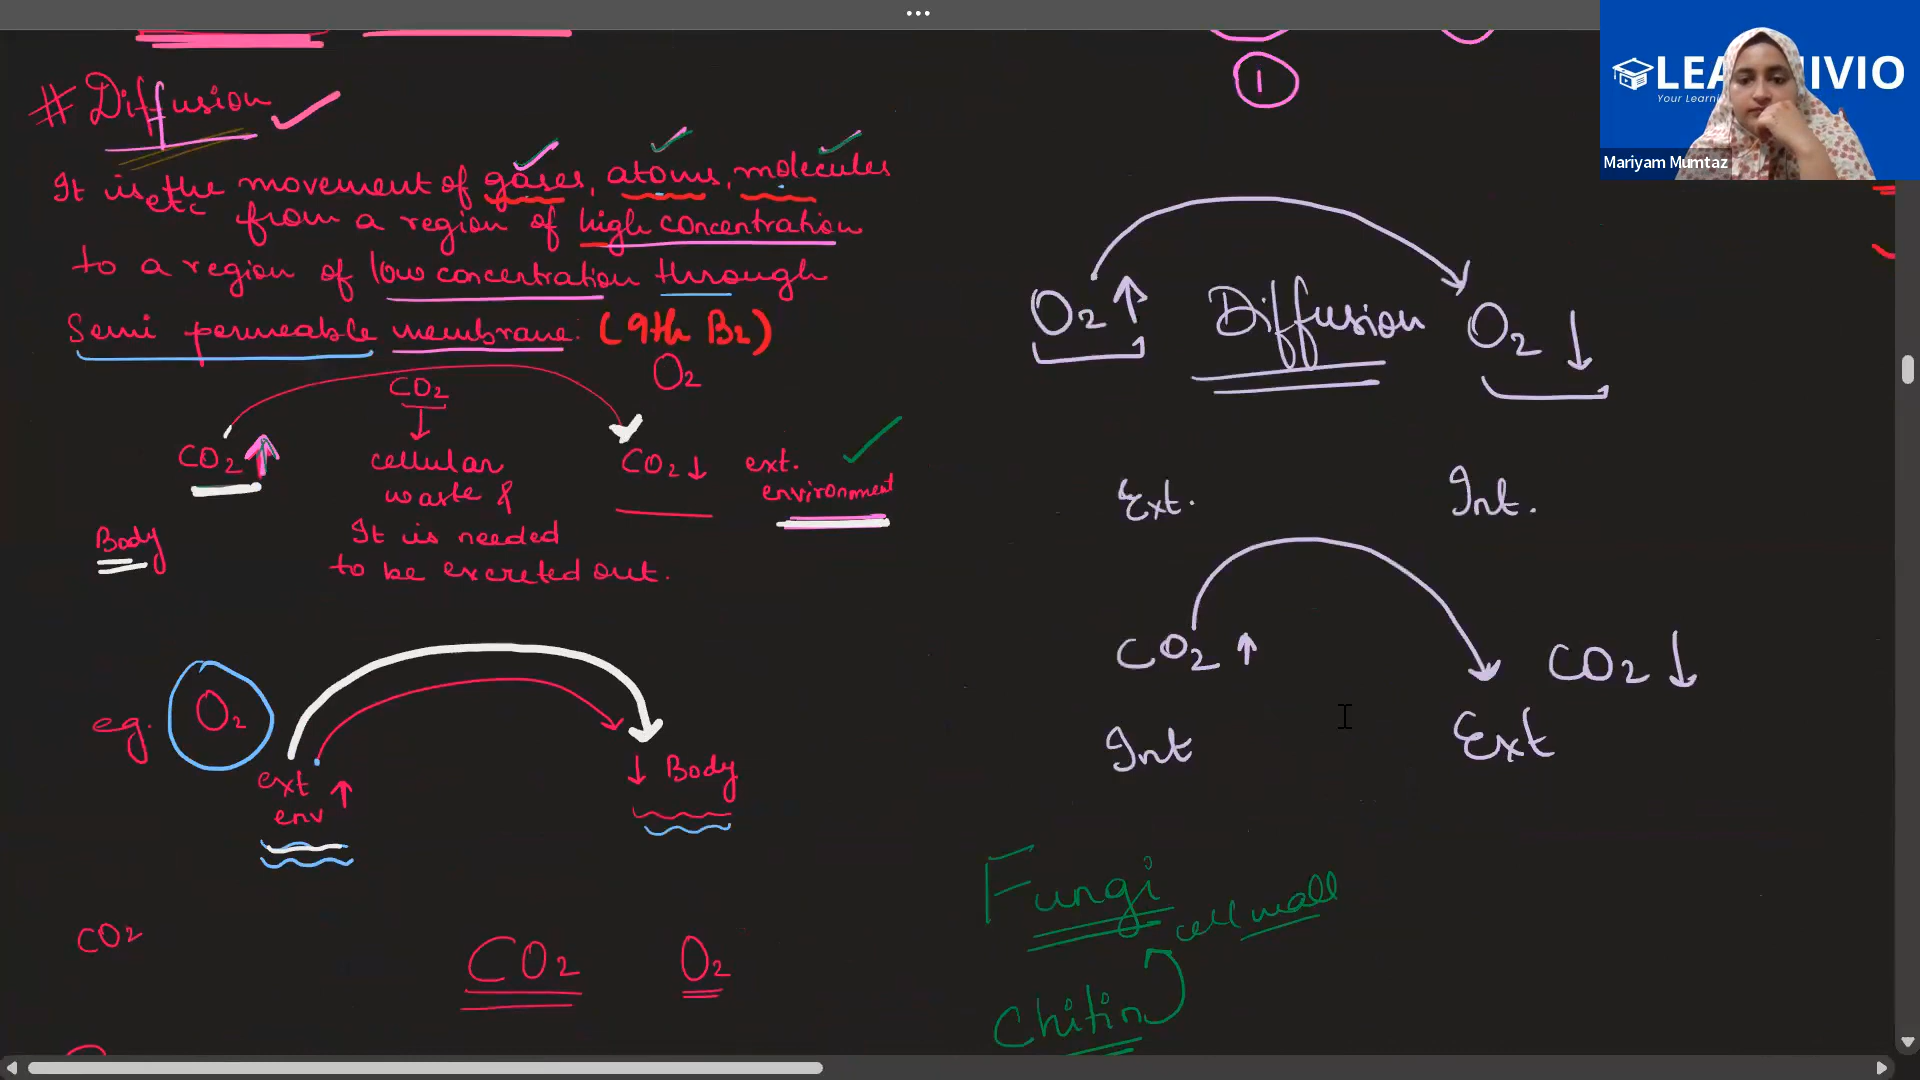 # Diffusion
It is the movement of gases, atoms, molecules
etc from a region of high concentration
to a region of low concentration through
Semi permeable membrane. (9th B2)
O2
CO2
CO2 ↑
cellular
waste &
It is needed
to be excreted out.
CO2 ↓
ext.
environment
Body
eg. O2
ext ↑
env
↓ Body
CO2
CO2
O2
1
O2 ↑ Diffusion O2 ↓
Ext. Int.
CO2 ↑ CO2 ↓
Int Ext
Fungi
cell wall
Chitin
Your Learni
Mariyam Mumtaz